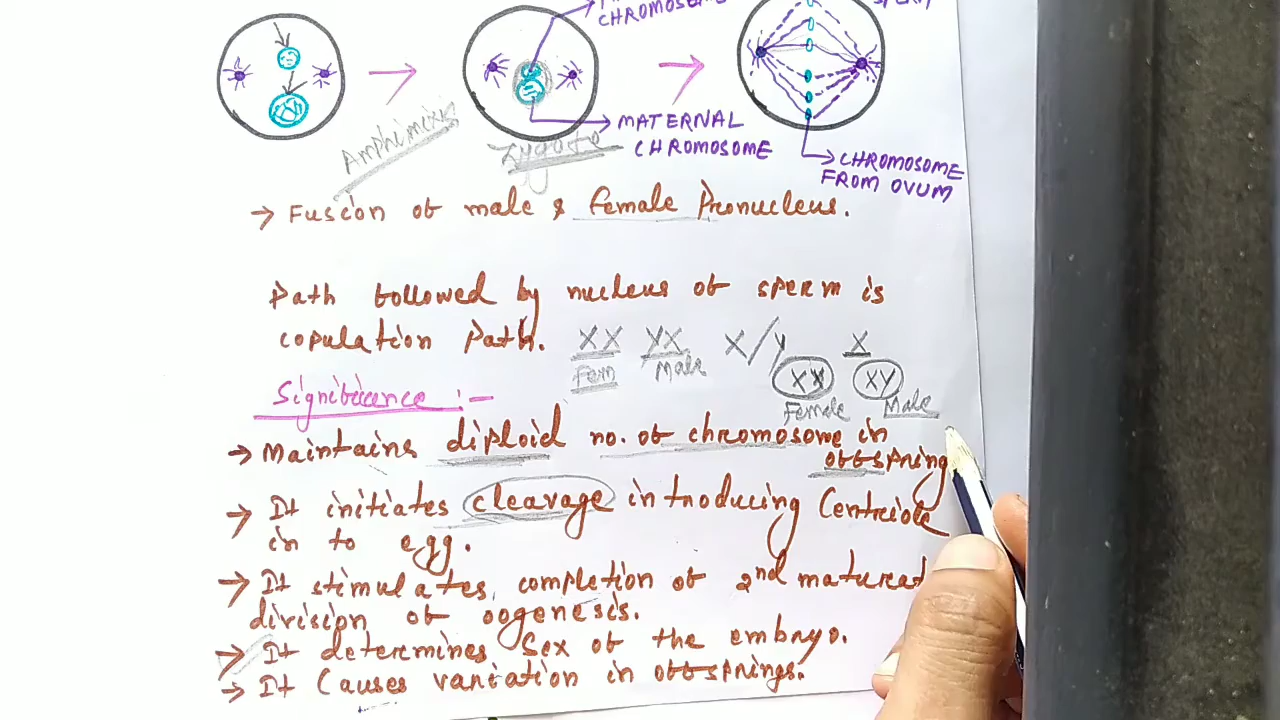 CHROMOSOME
MATERNAL
CHROMOSOME
CHROMOSOME
FROM OVUM
Amphimixis
Zygote
→ Fusion of male & female Pronucleus.
Path followed by nucleus of sperm is
copulation Path.
XX YX X/Y X
Fem Male XX XY
Female Male
Significance :-
→ Maintains diploid no. of chromosome in
offspring
→ It initiates cleavage introducing Centriole
in to egg.
→ It stimulates completion of 2nd
division of oogenesis.
→ It determines Sex of the embryo.
→ It Causes variation in offsprings.